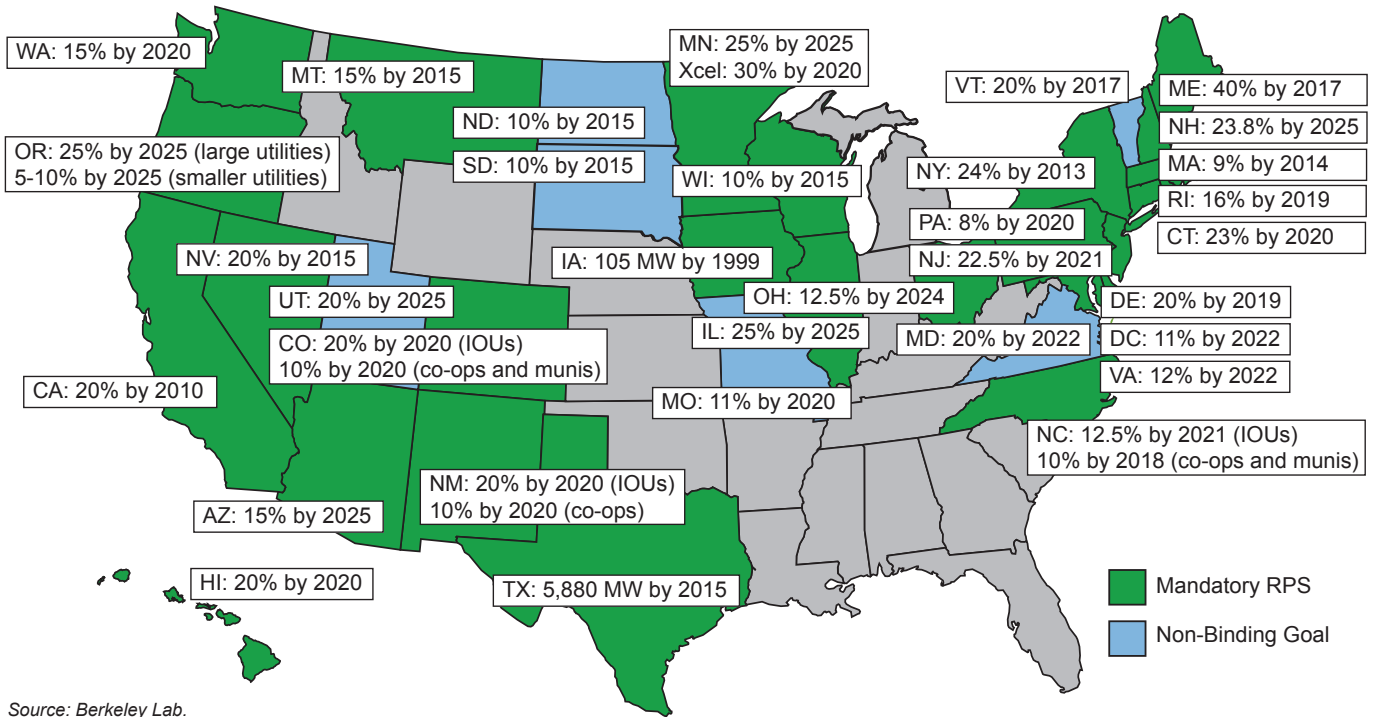 WA: 15% by 2020
MT: 15% by 2015
MN: 25% by 2025
Xcel: 30% by 2020
VT: 20% by 2017
ME: 40% by 2017
ND: 10% by 2015
NH: 23.8% by 2025
OR: 25% by 2025 (large utilities)
5-10% by 2025 (smaller utilities)
SD: 10% by 2015
WI: 10% by 2015
NY: 24% by 2013
MA: 9% by 2014
RI: 16% by 2019
PA: 8% by 2020
CT: 23% by 2020
NV: 20% by 2015
IA: 105 MW by 1999
NJ: 22.5% by 2021
UT: 20% by 2025
OH: 12.5% by 2024
DE: 20% by 2019
CO: 20% by 2020 (IOUs)
10% by 2020 (co-ops and munis)
IL: 25% by 2025
MD: 20% by 2022
DC: 11% by 2022
VA: 12% by 2022
CA: 20% by 2010
MO: 11% by 2020
NC: 12.5% by 2021 (IOUs)
10% by 2018 (co-ops and munis)
NM: 20% by 2020 (IOUs)
10% by 2020 (co-ops)
AZ: 15% by 2025
HI: 20% by 2020
TX: 5,880 MW by 2015
Mandatory RPS
Non-Binding Goal
Source: Berkeley Lab.